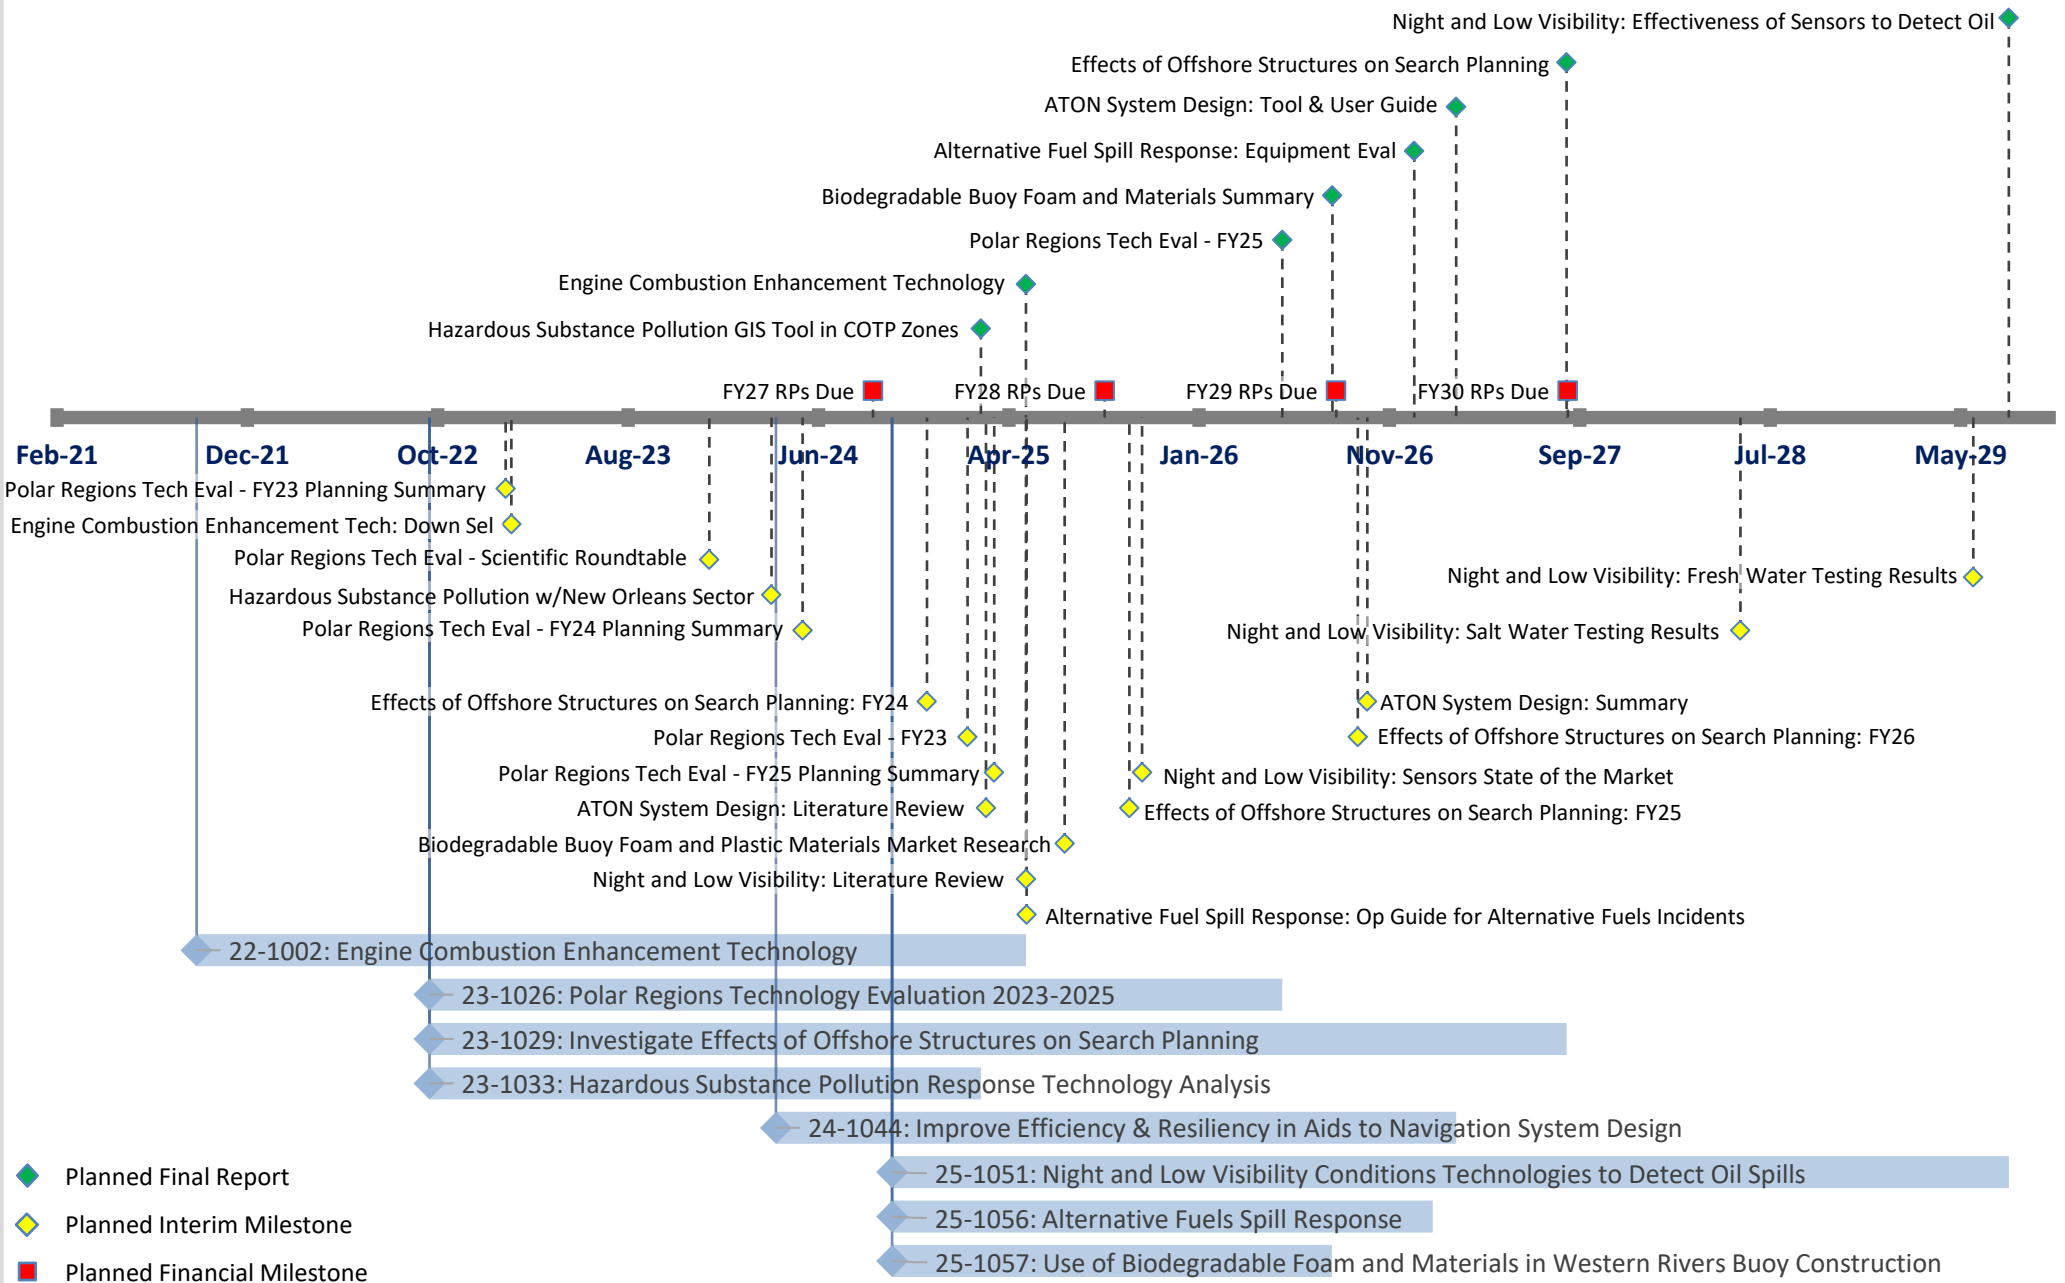 Night and Low Visibility: Effectiveness of Sensors to Detect Oil
Effects of Offshore Structures on Search Planning
ATON System Design: Tool & User Guide
Alternative Fuel Spill Response: Equipment Eval
Biodegradable Buoy Foam and Materials Summary
Polar Regions Tech Eval - FY25
Engine Combustion Enhancement Technology
Hazardous Substance Pollution GIS Tool in COTP Zones
FY27 RPs Due
FY28 RPs Due
FY29 RPs Due
FY30 RPs Due
Feb-21
Dec-21
Oct-22
Aug-23
Jun-24
Apr-25
Jan-26
Nov-26
Sep-27
Jul-28
May-29
Polar Regions Tech Eval - FY23 Planning Summary
Engine Combustion Enhancement Tech: Down Sel
Polar Regions Tech Eval - Scientific Roundtable
Night and Low Visibility: Fresh Water Testing Results
Hazardous Substance Pollution w/New Orleans Sector
Polar Regions Tech Eval - FY24 Planning Summary
Night and Low Visibility: Salt Water Testing Results
Effects of Offshore Structures on Search Planning: FY24
ATON System Design: Summary
Polar Regions Tech Eval - FY23
Effects of Offshore Structures on Search Planning: FY26
Polar Regions Tech Eval - FY25 Planning Summary
Night and Low Visibility: Sensors State of the Market
ATON System Design: Literature Review
Effects of Offshore Structures on Search Planning: FY25
Biodegradable Buoy Foam and Plastic Materials Market Research
Night and Low Visibility: Literature Review
Alternative Fuel Spill Response: Op Guide for Alternative Fuels Incidents
22-1002: Engine Combustion Enhancement Technology
23-1026: Polar Regions Technology Evaluation 2023-2025
23-1029: Investigate Effects of Offshore Structures on Search Planning
23-1033: Hazardous Substance Pollution Response Technology Analysis
24-1044: Improve Efficiency & Resiliency in Aids to Navigation System Design
25-1051: Night and Low Visibility Conditions Technologies to Detect Oil Spills
25-1056: Alternative Fuels Spill Response
25-1057: Use of Biodegradable Foam and Materials in Western Rivers Buoy Construction
Planned Final Report
Planned Interim Milestone
Planned Financial Milestone